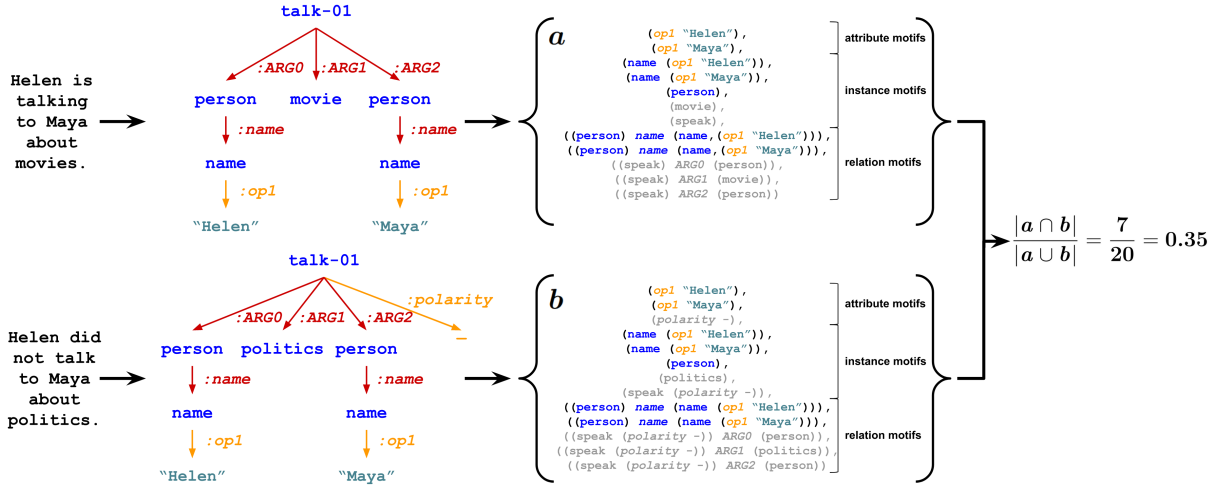 Helen is
talking
to Maya
about
movies.
talk-01
:ARG0 :ARG1 :ARG2
person movie person
:name :name
name name
:op1 :op1
“Helen” “Maya”
a
(op1 “Helen”),
(op1 “Maya”),
(name (op1 “Helen”)),
(name (op1 “Maya”)),
(person),
(movie),
(speak),
((person) name (name,(op1 “Helen”))),
((person) name (name,(op1 “Maya”))),
((speak) ARG0 (person)),
((speak) ARG1 (movie)),
((speak) ARG2 (person))
attribute motifs
instance motifs
relation motifs
Helen did
not talk
to Maya
about
politics.
talk-01
:polarity
:ARG0 :ARG1 :ARG2
–
person politics person
:name :name
name name
:op1 :op1
“Helen” “Maya”
b
(op1 “Helen”),
(op1 “Maya”),
(polarity -),
(name (op1 “Helen”)),
(name (op1 “Maya”)),
(person),
(politics),
(speak (polarity -)),
((person) name (name (op1 “Helen”))),
((person) name (name (op1 “Maya”))),
((speak (polarity -)) ARG0 (person)),
((speak (polarity -)) ARG1 (politics)),
((speak (polarity -)) ARG2 (person))
attribute motifs
instance motifs
relation motifs
|a ∩ b| / |a ∪ b| = 7 / 20 = 0.35